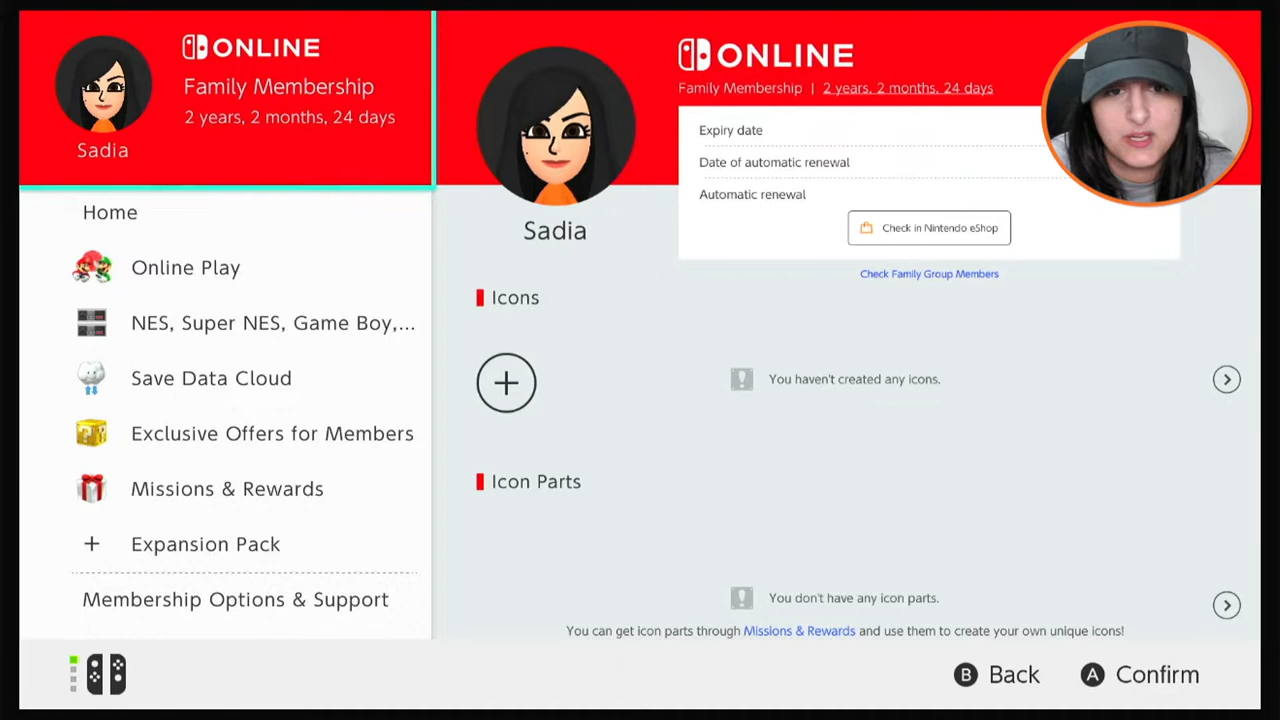 ONLINE
Family Membership
2 years, 2 months, 24 days
Sadia
Home
Online Play
NES, Super NES, Game Boy,...
Save Data Cloud
Exclusive Offers for Members
Missions & Rewards
Expansion Pack
Membership Options & Support
ONLINE
Family Membership | 2 years, 2 months, 24 days
Expiry date
Date of automatic renewal
Automatic renewal
Check in Nintendo eShop
Check Family Group Members
Sadia
Icons
You haven't created any icons.
Icon Parts
You don't have any icon parts.
You can get icon parts through Missions & Rewards and use them to create your own unique icons!
B Back
A Confirm